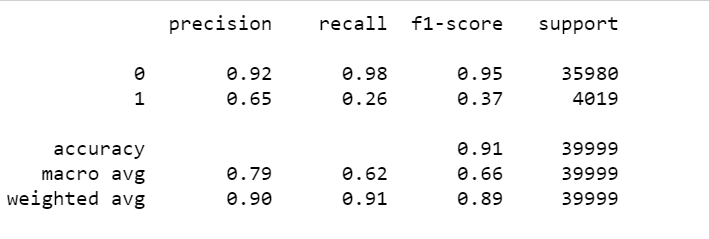 precision recall f1-score support
0 0.92 0.98 0.95 35980
1 0.65 0.26 0.37 4019
accuracy 0.91 39999
macro avg 0.79 0.62 0.66 39999
weighted avg 0.90 0.91 0.89 39999